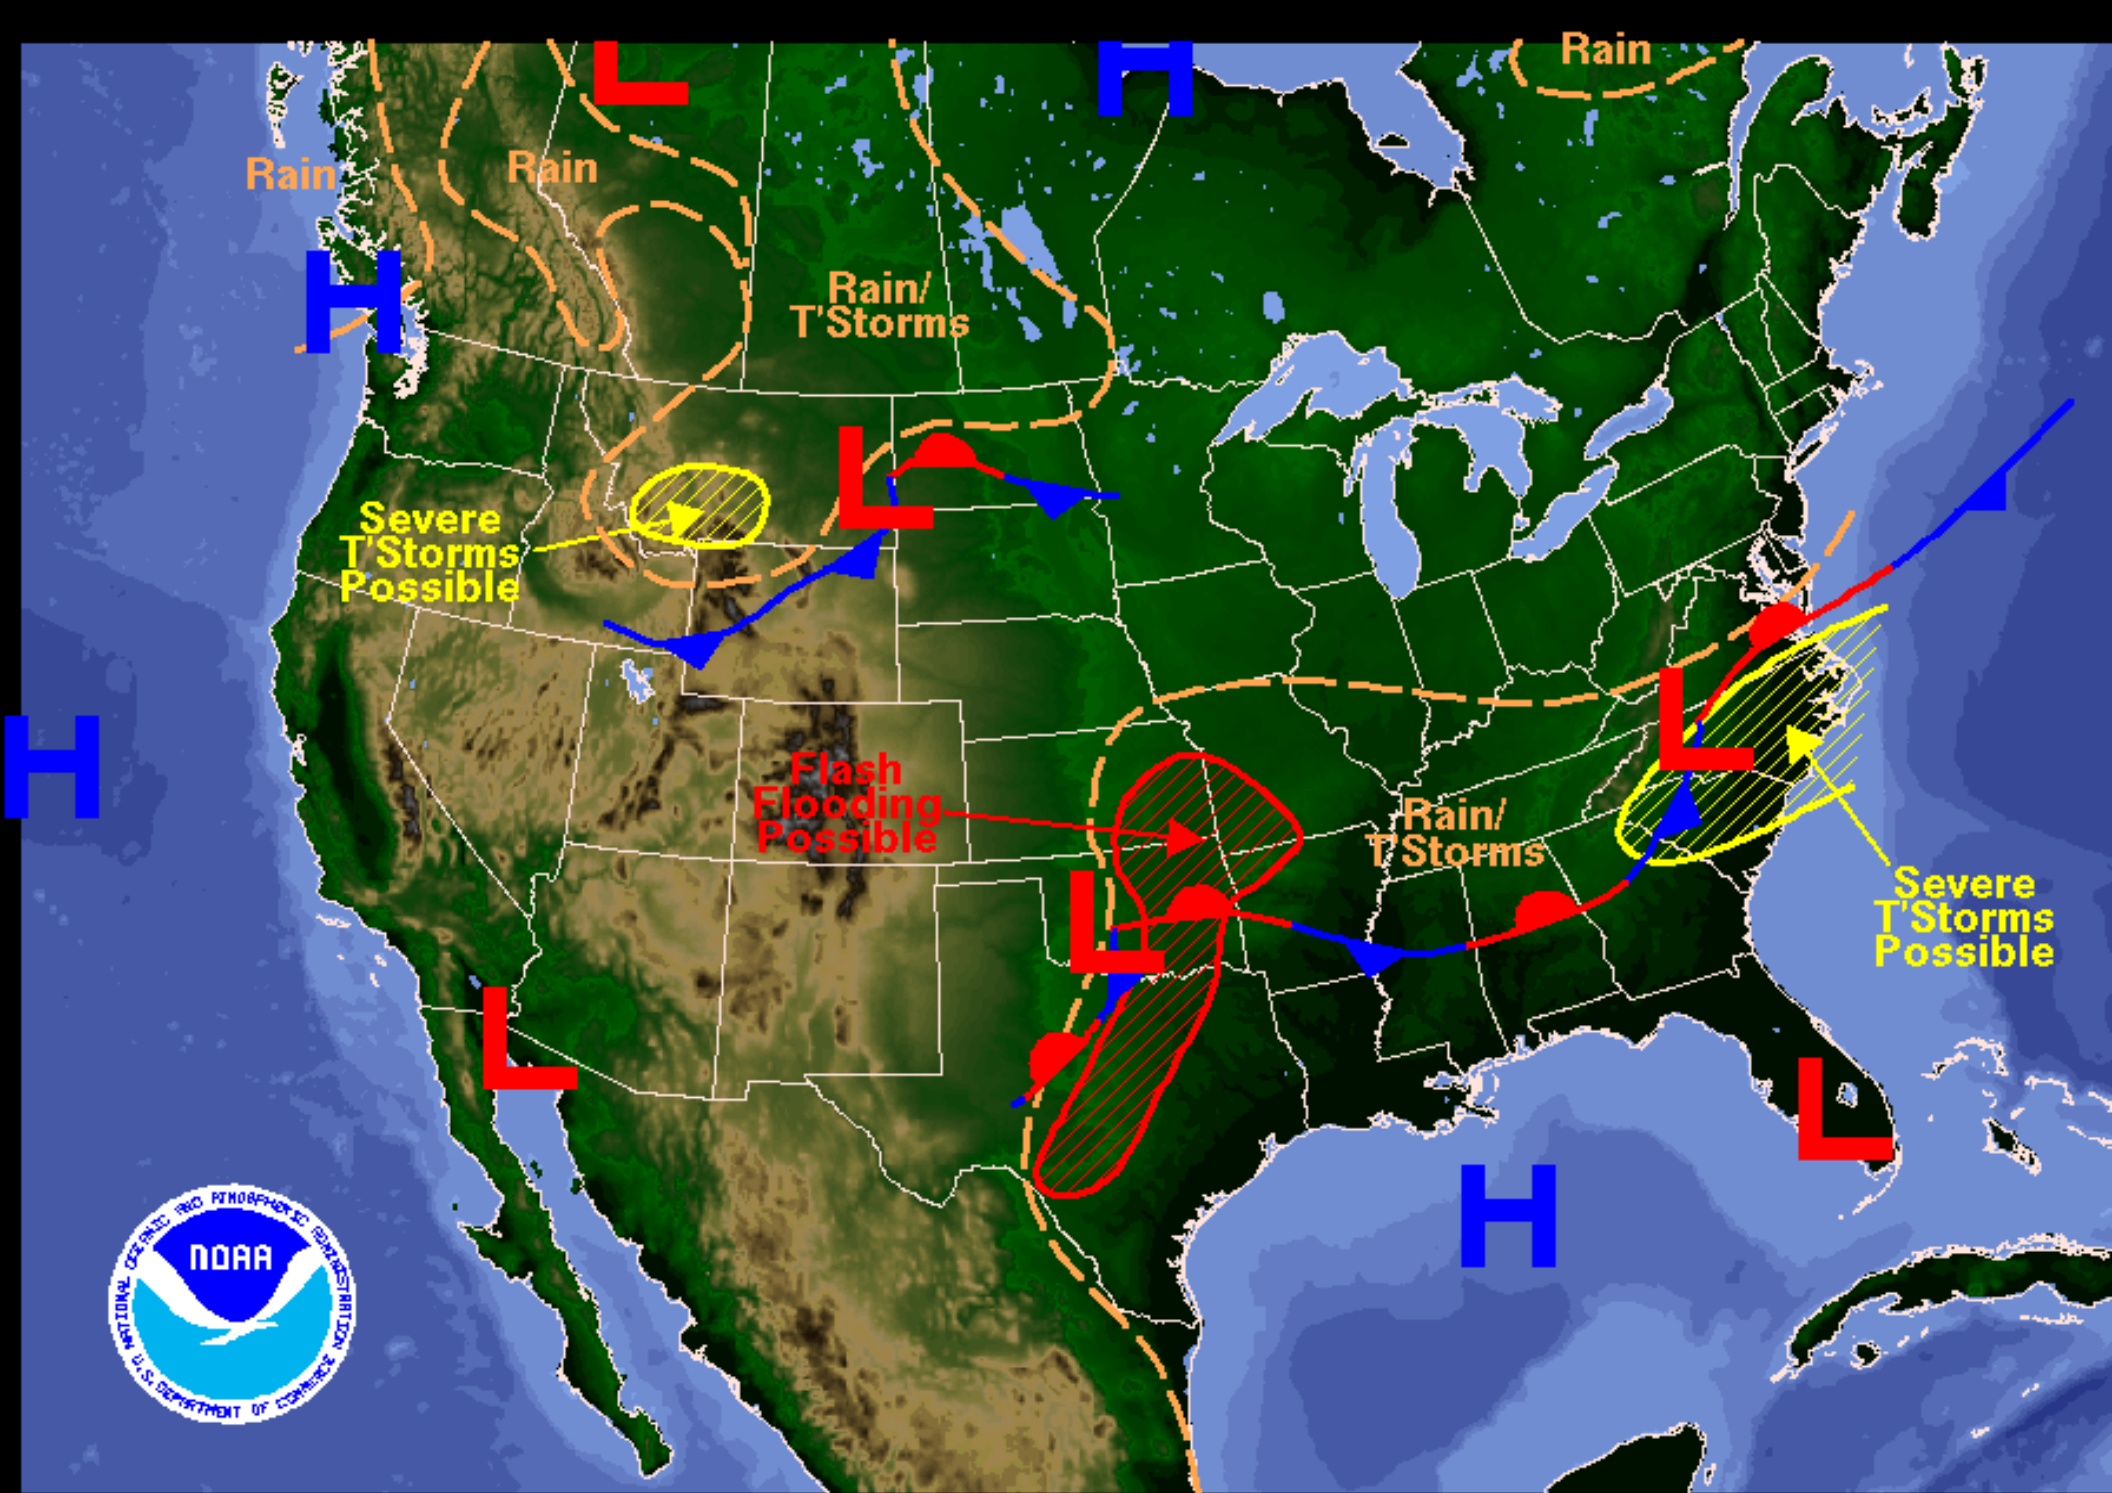 L
H
Rain
Rain
Rain
H
Rain/
T'Storms
L
Severe
T'Storms
Possible
L
H
Flash
Flooding
Possible
Rain/
T'Storms
L
Severe
T'Storms
Possible
L
L
H
NOAA
NATIONAL OCEANIC AND ATMOSPHERIC ADMINISTRATION
U.S. DEPARTMENT OF COMMERCE